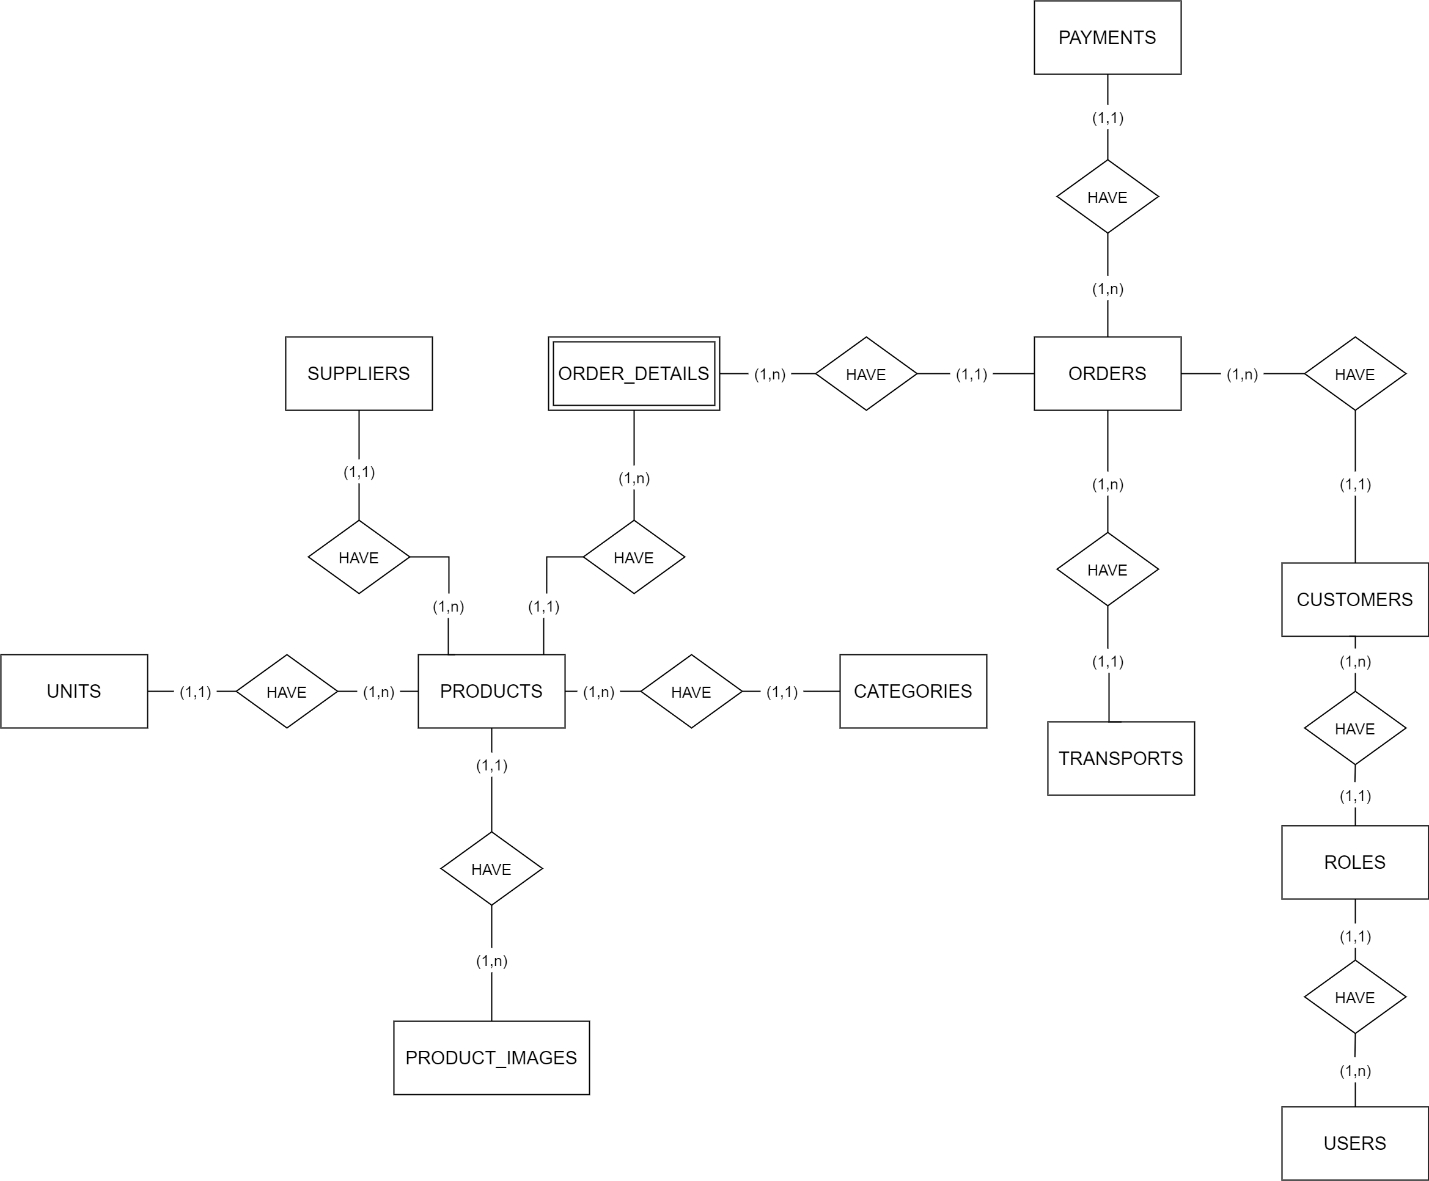 PAYMENTS
(1,1)
HAVE
(1,n)
SUPPLIERS
ORDER_DETAILS
(1,n)
HAVE
(1,1)
ORDERS
(1,n)
HAVE
(1,1)
(1,n)
(1,n)
(1,1)
HAVE
HAVE
HAVE
(1,n)
(1,1)
CUSTOMERS
UNITS
(1,1)
HAVE
(1,n)
PRODUCTS
(1,n)
HAVE
(1,1)
CATEGORIES
(1,1)
(1,n)
TRANSPORTS
HAVE
(1,1)
(1,1)
HAVE
ROLES
(1,n)
(1,1)
HAVE
PRODUCT_IMAGES
(1,n)
USERS